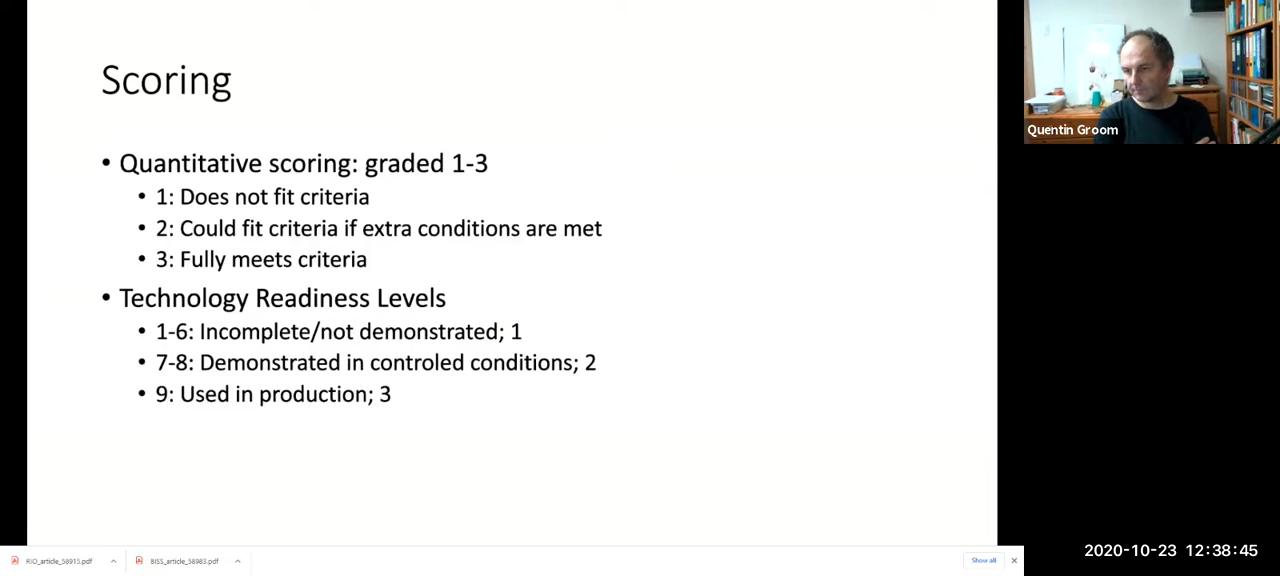 Scoring
• Quantitative scoring: graded 1-3
• 1: Does not fit criteria
• 2: Could fit criteria if extra conditions are met
• 3: Fully meets criteria
• Technology Readiness Levels
• 1-6: Incomplete/not demonstrated; 1
• 7-8: Demonstrated in controled conditions; 2
• 9: Used in production; 3
Quentin Groom
RIO_article_58915.pdf
BISS_article_58983.pdf
Show all
2020-10-23 12:38:45